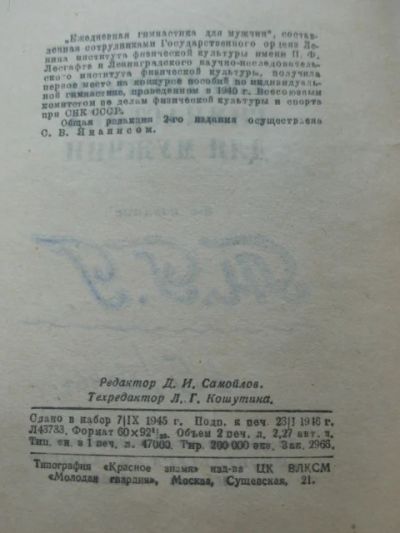 „Ежедневная гимнастика для мужчин“, состав-
ленная сотрудниками Государственного ордена Ле-
нина института физической культуры имени П. Ф.
Лесгафта и Ленинградского научно-исследователь-
ского института физической культуры, получила
первое место на конкурсе пособий по индивидуаль-
ной гимнастике, проведенном в 1940 г. Всесоюзным
комитетом по делам физической культуры и спорта
при СНК СССР.
Общая редакция 2-го издания осуществлена
С. В. Янанисом.
ДЛЯ МУЖЧИН
Редактор Д. И. Самойлов.
Техредактор Л. Г. Кошутина.
Сдано в набор 7/IX 1945 г. Подп. к печ. 23/I 1946 г.
Л43733. Формат 60×92 1/32. Объем 2 печ. л. 2,27 авт. л.
Тип. зн. в 1 печ. л. 47000. Тир. 200 000 экз. Зак. 2963.
Типография «Красное знамя» изд-ва ЦК ВЛКСМ
«Молодая гвардия», Москва, Сущевская, 21.